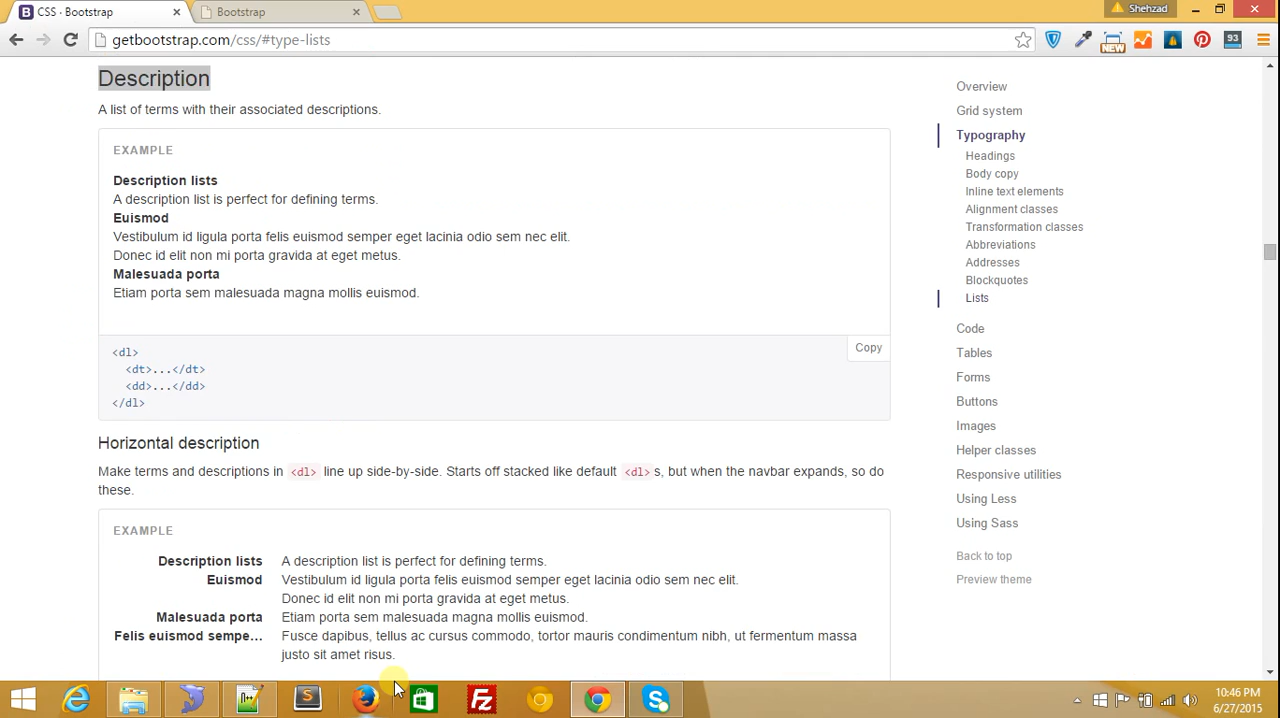 CSS · Bootstrap
Bootstrap
Shehzad
getbootstrap.com/css/#type-lists
NEW
93
Description
A list of terms with their associated descriptions.
EXAMPLE
Description lists
A description list is perfect for defining terms.
Euismod
Vestibulum id ligula porta felis euismod semper eget lacinia odio sem nec elit.
Donec id elit non mi porta gravida at eget metus.
Malesuada porta
Etiam porta sem malesuada magna mollis euismod.
Copy
<dl>
<dt>...</dt>
<dd>...</dd>
</dl>
Horizontal description
Make terms and descriptions in <dl> line up side-by-side. Starts off stacked like default <dl>s, but when the navbar expands, so do
these.
EXAMPLE
Description lists A description list is perfect for defining terms.
Euismod Vestibulum id ligula porta felis euismod semper eget lacinia odio sem nec elit.
Donec id elit non mi porta gravida at eget metus.
Malesuada porta Etiam porta sem malesuada magna mollis euismod.
Felis euismod sempe... Fusce dapibus, tellus ac cursus commodo, tortor mauris condimentum nibh, ut fermentum massa
justo sit amet risus.
Overview
Grid system
Typography
Headings
Body copy
Inline text elements
Alignment classes
Transformation classes
Abbreviations
Addresses
Blockquotes
Lists
Code
Tables
Forms
Buttons
Images
Helper classes
Responsive utilities
Using Less
Using Sass
Back to top
Preview theme
10:46 PM
6/27/2015